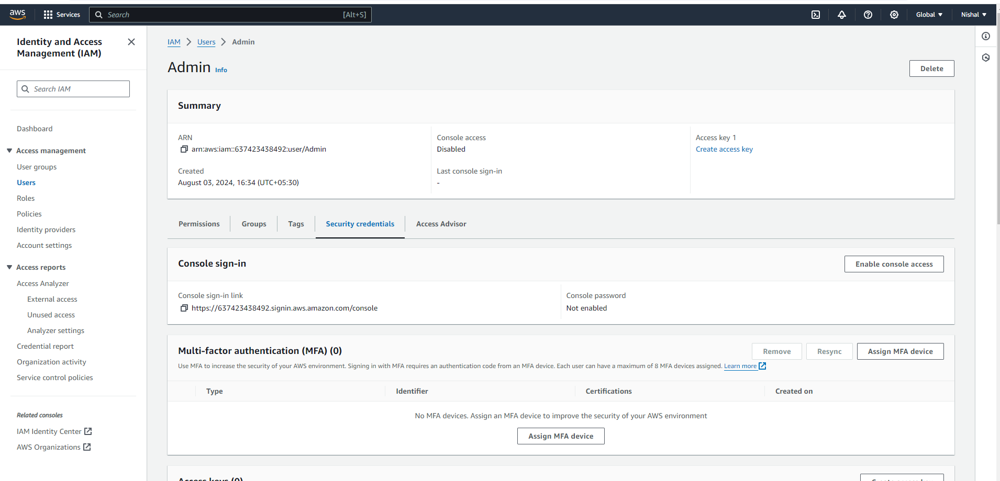 aws
Services
Search [Alt+S]
Global
Nishal
Identity and Access
Management (IAM)
Search IAM
Dashboard
Access management
User groups
Users
Roles
Policies
Identity providers
Account settings
Access reports
Access Analyzer
External access
Unused access
Analyzer settings
Credential report
Organization activity
Service control policies
Related consoles
IAM Identity Center
AWS Organizations
IAM > Users > Admin
Admin Info
Delete
Summary
ARN
arn:aws:iam::637423438492:user/Admin
Created
August 03, 2024, 16:34 (UTC+05:30)
Console access
Disabled
Last console sign-in
-
Access key 1
Create access key
Permissions Groups Tags Security credentials Access Advisor
Console sign-in
Enable console access
Console sign-in link
https://637423438492.signin.aws.amazon.com/console
Console password
Not enabled
Multi-factor authentication (MFA) (0)
Remove Resync Assign MFA device
Use MFA to increase the security of your AWS environment. Signing in with MFA requires an authentication code from an MFA device. Each user can have a maximum of 8 MFA devices assigned. Learn more
Type Identifier Certifications Created on
No MFA devices. Assign an MFA device to improve the security of your AWS environment
Assign MFA device
Access keys (0)
Create access key